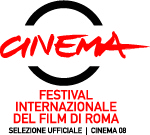 CINEMA
FESTIVAL
INTERNAZIONALE
DEL FILM DI ROMA
SELEZIONE UFFICIALE | CINEMA 08